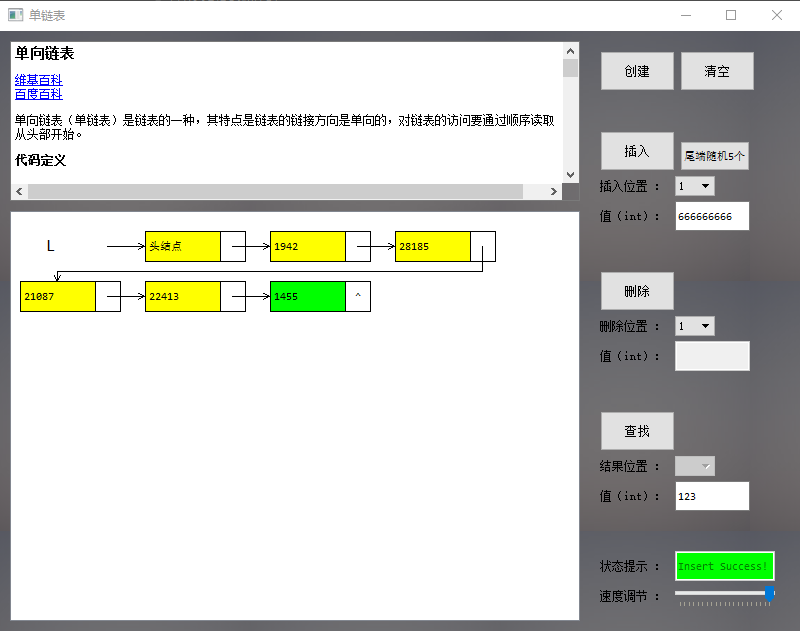 单链表
单向链表
维基百科
百度百科
单向链表（单链表）是链表的一种，其特点是链表的链接方向是单向的，对链表的访问要通过顺序读取
从头部开始。
代码定义
L
头结点
1942
28185
21087
22413
1455
^
创建
清空
插入
尾端随机5个
插入位置 ：
1
值（int）：
666666666
删除
删除位置 ：
1
值（int）：
查找
结果位置 ：
值（int）：
123
状态提示 ：
Insert Success!
速度调节 ：